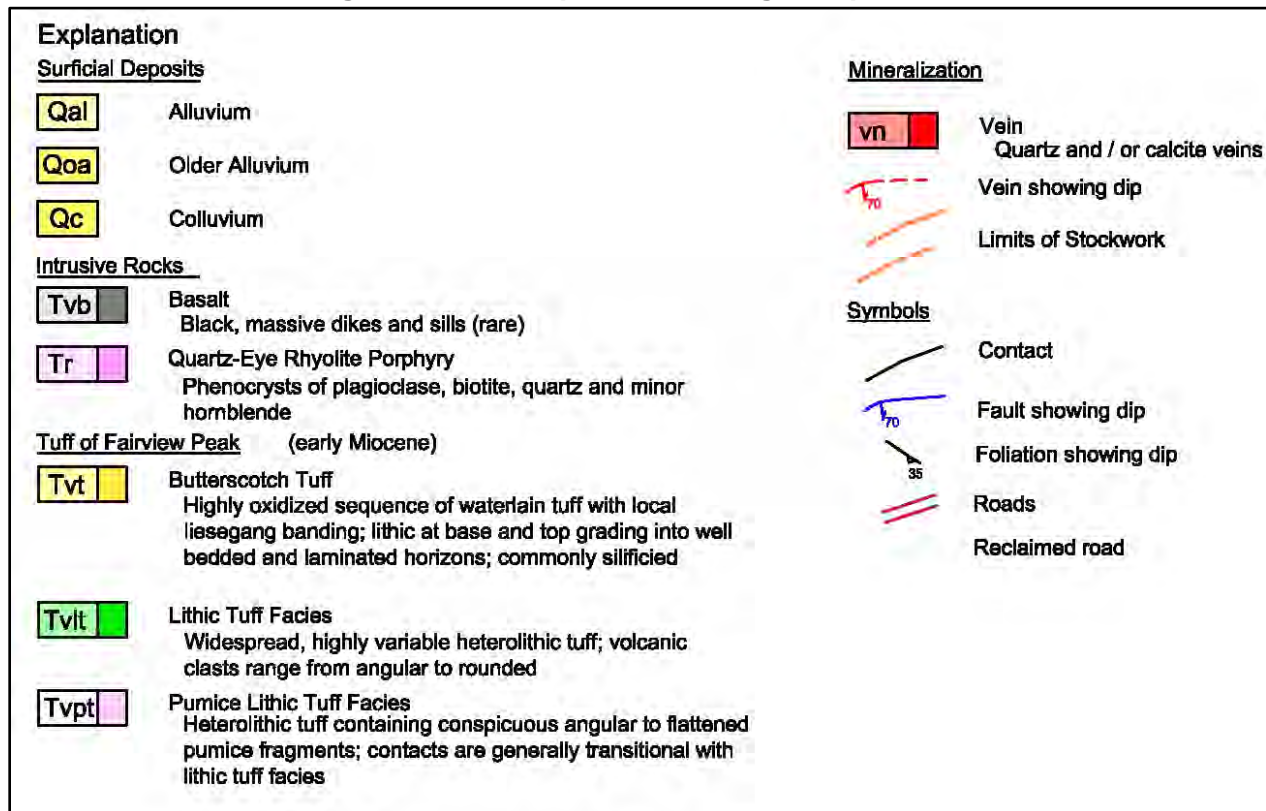 Explanation
Surficial Deposits
Qal Alluvium
Qoa Older Alluvium
Qc Colluvium
Intrusive Rocks
Tvb Basalt
Black, massive dikes and sills (rare)
Tr Quartz-Eye Rhyolite Porphyry
Phenocrysts of plagioclase, biotite, quartz and minor
hornblende
Tuff of Fairview Peak (early Miocene)
Tvt Butterscotch Tuff
Highly oxidized sequence of waterlain tuff with local
liesegang banding; lithic at base and top grading into well
bedded and laminated horizons; commonly silificied
Tvlt Lithic Tuff Facies
Widespread, highly variable heterolithic tuff; volcanic
clasts range from angular to rounded
Tvpt Pumice Lithic Tuff Facies
Heterolithic tuff containing conspicuous angular to flattened
pumice fragments; contacts are generally transitional with
lithic tuff facies
Mineralization
vn Vein
Quartz and / or calcite veins
70 Vein showing dip
Limits of Stockwork
Symbols
Contact
70 Fault showing dip
35 Foliation showing dip
Roads
Reclaimed road